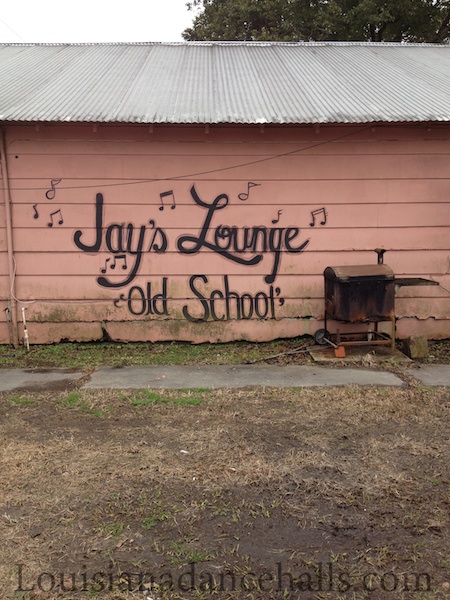 Jay's Lounge
"Old School"
Louisianadancehalls.com